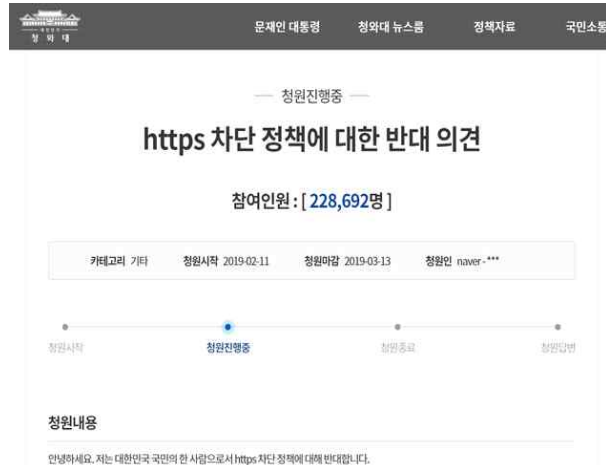 청와대
문재인 대통령 청와대 뉴스룸 정책자료 국민소통
청원진행중
https 차단 정책에 대한 반대 의견
참여인원 : [ 228,692명 ]
카테고리 기타 청원시작 2019-02-11 청원마감 2019-03-13 청원인 naver - ***
청원시작 청원진행중 청원종료 청원답변
청원내용
안녕하세요. 저는 대한민국 국민의 한 사람으로서 https 차단 정책에 대해 반대합니다.